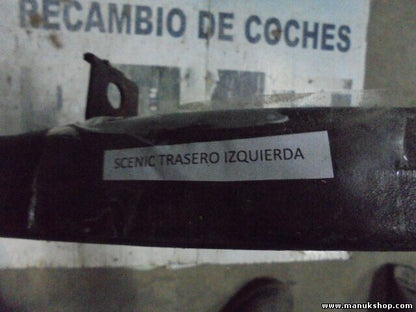 RECAMBIO DE COCHES
SCENIC TRASERO IZQUIERDA
www.manukshop.com